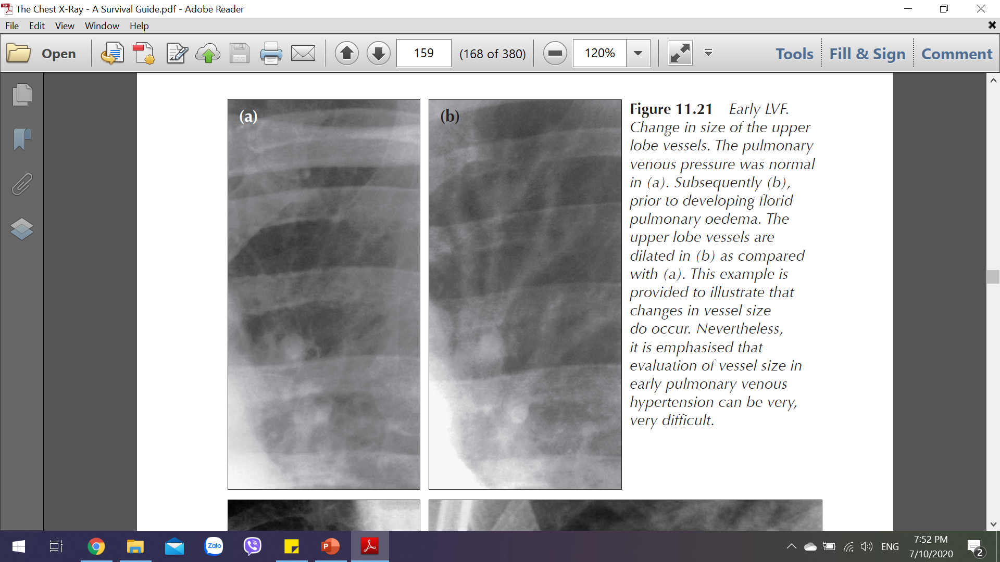 The Chest X-Ray - A Survival Guide.pdf - Adobe Reader
File Edit View Window Help
Open 159 (168 of 380) 120% Tools Fill & Sign Comment
(a)
(b)
Figure 11.21 Early LVF.
Change in size of the upper
lobe vessels. The pulmonary
venous pressure was normal
in (a). Subsequently (b),
prior to developing florid
pulmonary oedema. The
upper lobe vessels are
dilated in (b) as compared
with (a). This example is
provided to illustrate that
changes in vessel size
do occur. Nevertheless,
it is emphasised that
evaluation of vessel size in
early pulmonary venous
hypertension can be very,
very difficult.
Zalo
P
ENG
7:52 PM
7/10/2020
2